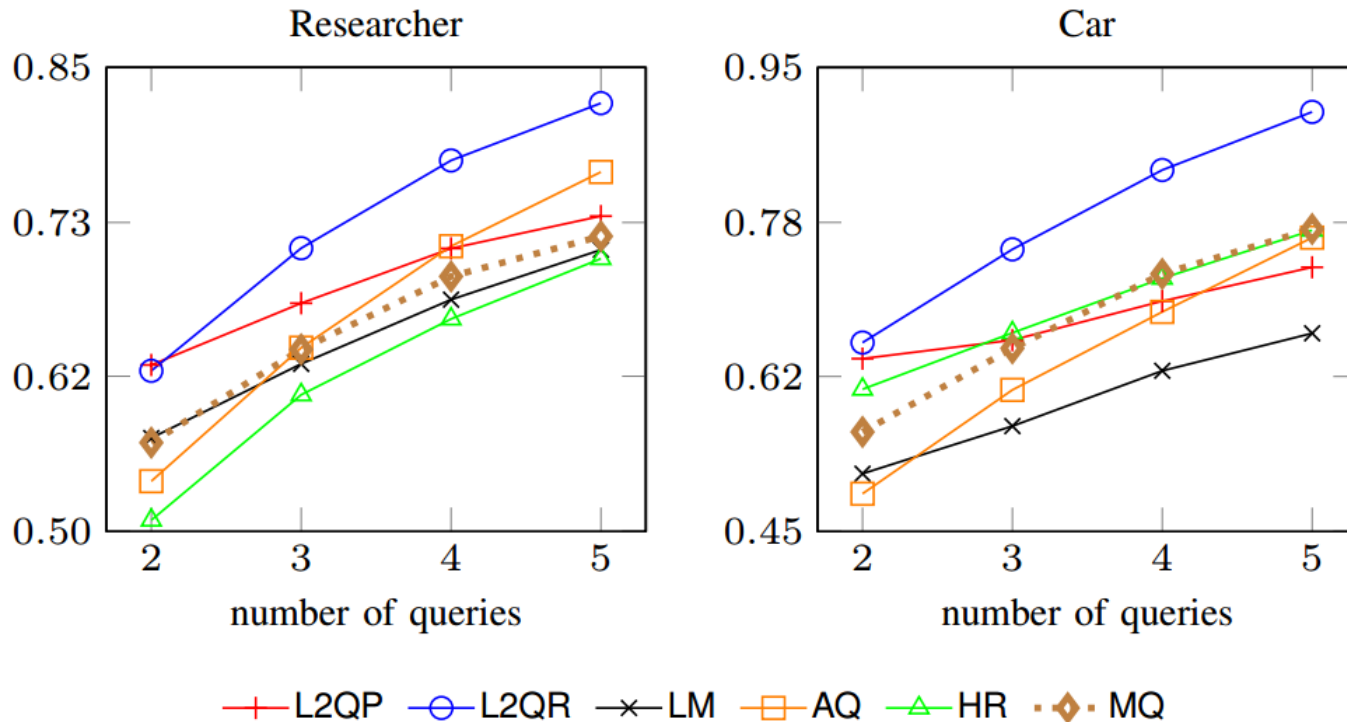 Researcher
Car
0.85
0.73
0.62
0.50
2 3 4 5
number of queries
0.95
0.78
0.62
0.45
2 3 4 5
number of queries
L2QP L2QR LM AQ HR MQ